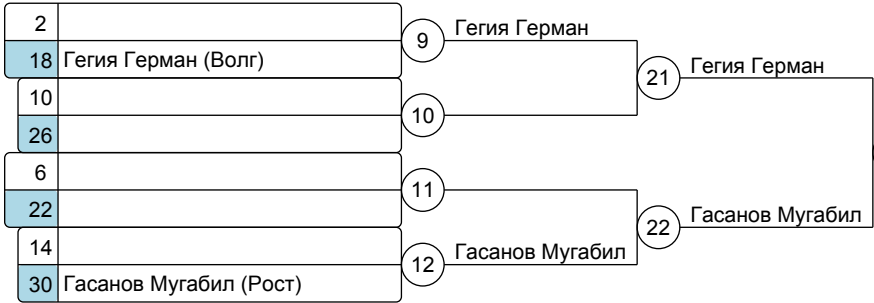 2
9 Гегия Герман
18 Гегия Герман (Волг)
21 Гегия Герман
10
10
26
6
11
22
22 Гасанов Мугабил
14
12 Гасанов Мугабил
30 Гасанов Мугабил (Рост)